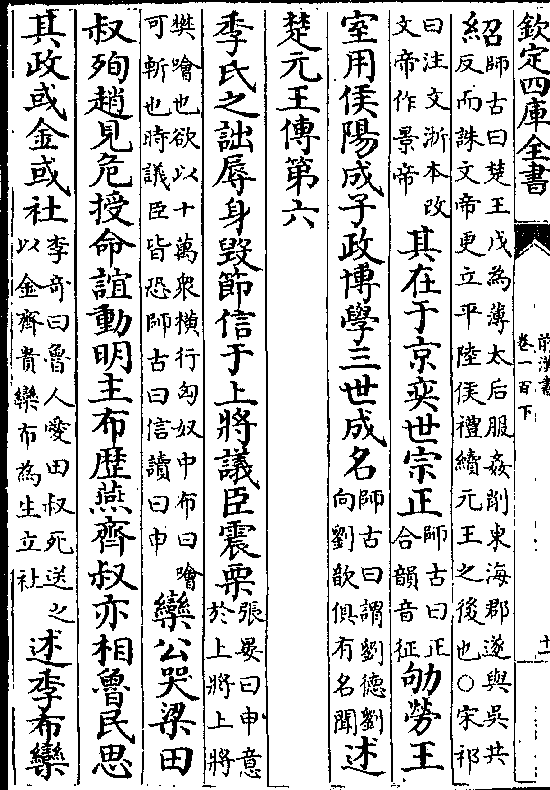 欽定四庫全書
前漢書
卷一百下
十一
紹師古曰楚王戊為薄太后服姦削東海郡遂與吳共
反而誅文帝更立平陸侯禮續元王之後也○宋祁
曰注文浙本改
文帝作景帝
其在于京奕世宗正師古曰正
合韻音征
劬勞王
室用侯陽成子政博學三世成名師古曰謂劉德劉
向劉歆俱有名聞
述
楚元王傳第六
季氏之詘辱身毁節信于上將議臣震栗張晏曰申意
於上將上將
樊噲也欲以十萬衆橫行匈奴中布曰噲
可斬也時議臣皆恐師古曰信讀曰申
欒公哭梁田
叔殉趙見危授命誼動明主布歴燕齊叔亦相魯民思
其政或金或社李奇曰魯人愛田叔死送之
以金齊貴欒布為生立社
述季布欒